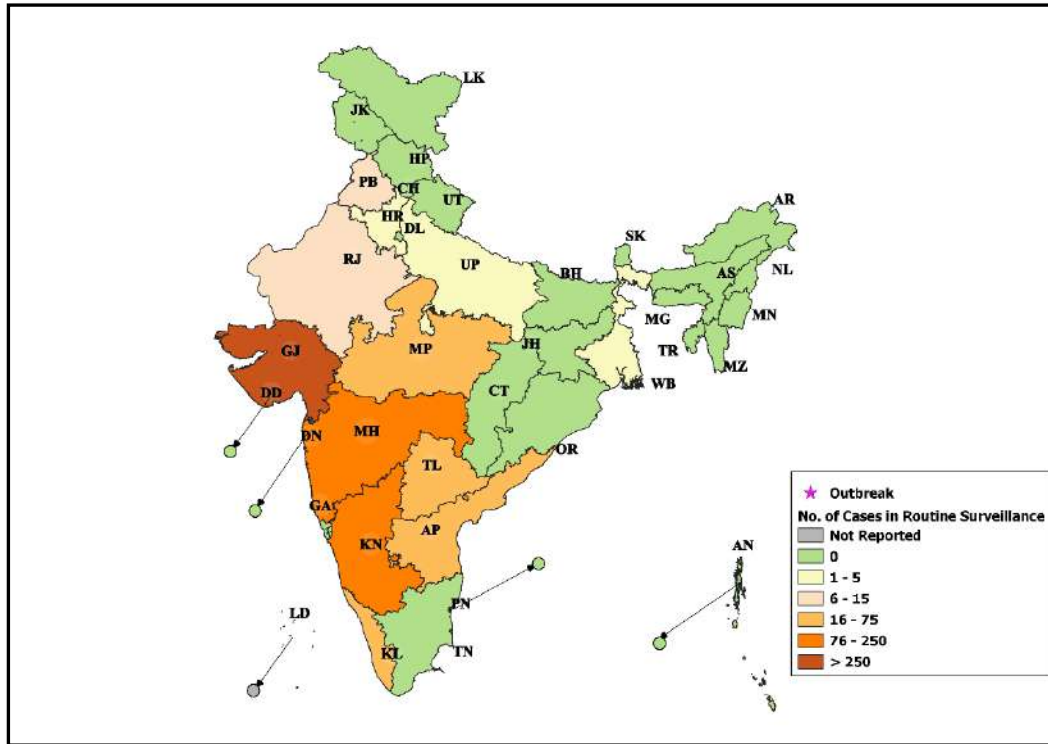 LK
JK
HP
PB
CH
UT
HR
DL
AR
SK
RJ
UP
BH
AS
NL
MG
MN
GJ
MP
JH
TR
MZ
DD
CT
WB
MH
DN
OR
TL
GA
AP
KN
AN
PN
LD
KL
TN
Outbreak
No. of Cases in Routine Surveillance
Not Reported
0
1 - 5
6 - 15
16 - 75
76 - 250
> 250